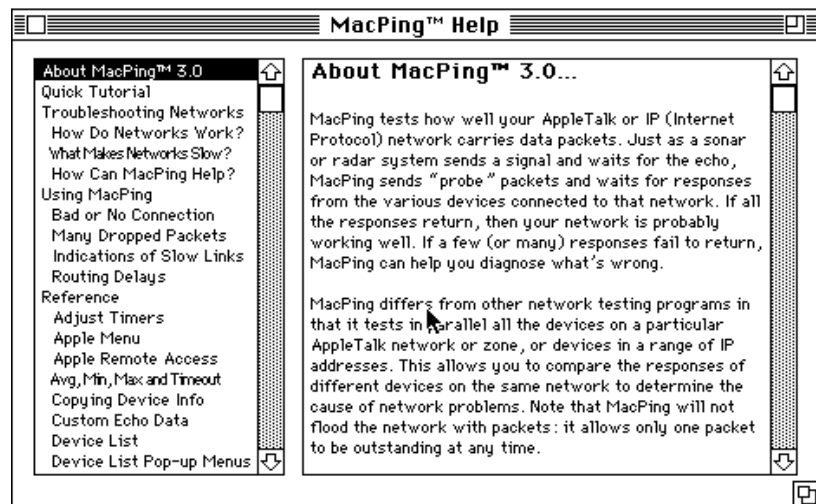 MacPing™ Help
About MacPing™ 3.0
Quick Tutorial
Troubleshooting Networks
How Do Networks Work?
What Makes Networks Slow?
How Can MacPing Help?
Using MacPing
Bad or No Connection
Many Dropped Packets
Indications of Slow Links
Routing Delays
Reference
Adjust Timers
Apple Menu
Apple Remote Access
Avg, Min, Max and Timeout
Copying Device Info
Custom Echo Data
Device List
Device List Pop-up Menus
About MacPing™ 3.0...
MacPing tests how well your AppleTalk or IP (Internet
Protocol) network carries data packets. Just as a sonar
or radar system sends a signal and waits for the echo,
MacPing sends “probe” packets and waits for responses
from the various devices connected to that network. If all
the responses return, then your network is probably
working well. If a few (or many) responses fail to return,
MacPing can help you diagnose what's wrong.
MacPing differs from other network testing programs in
that it tests in parallel all the devices on a particular
AppleTalk network or zone, or devices in a range of IP
addresses. This allows you to compare the responses of
different devices on the same network to determine the
cause of network problems. Note that MacPing will not
flood the network with packets: it allows only one packet
to be outstanding at any time.